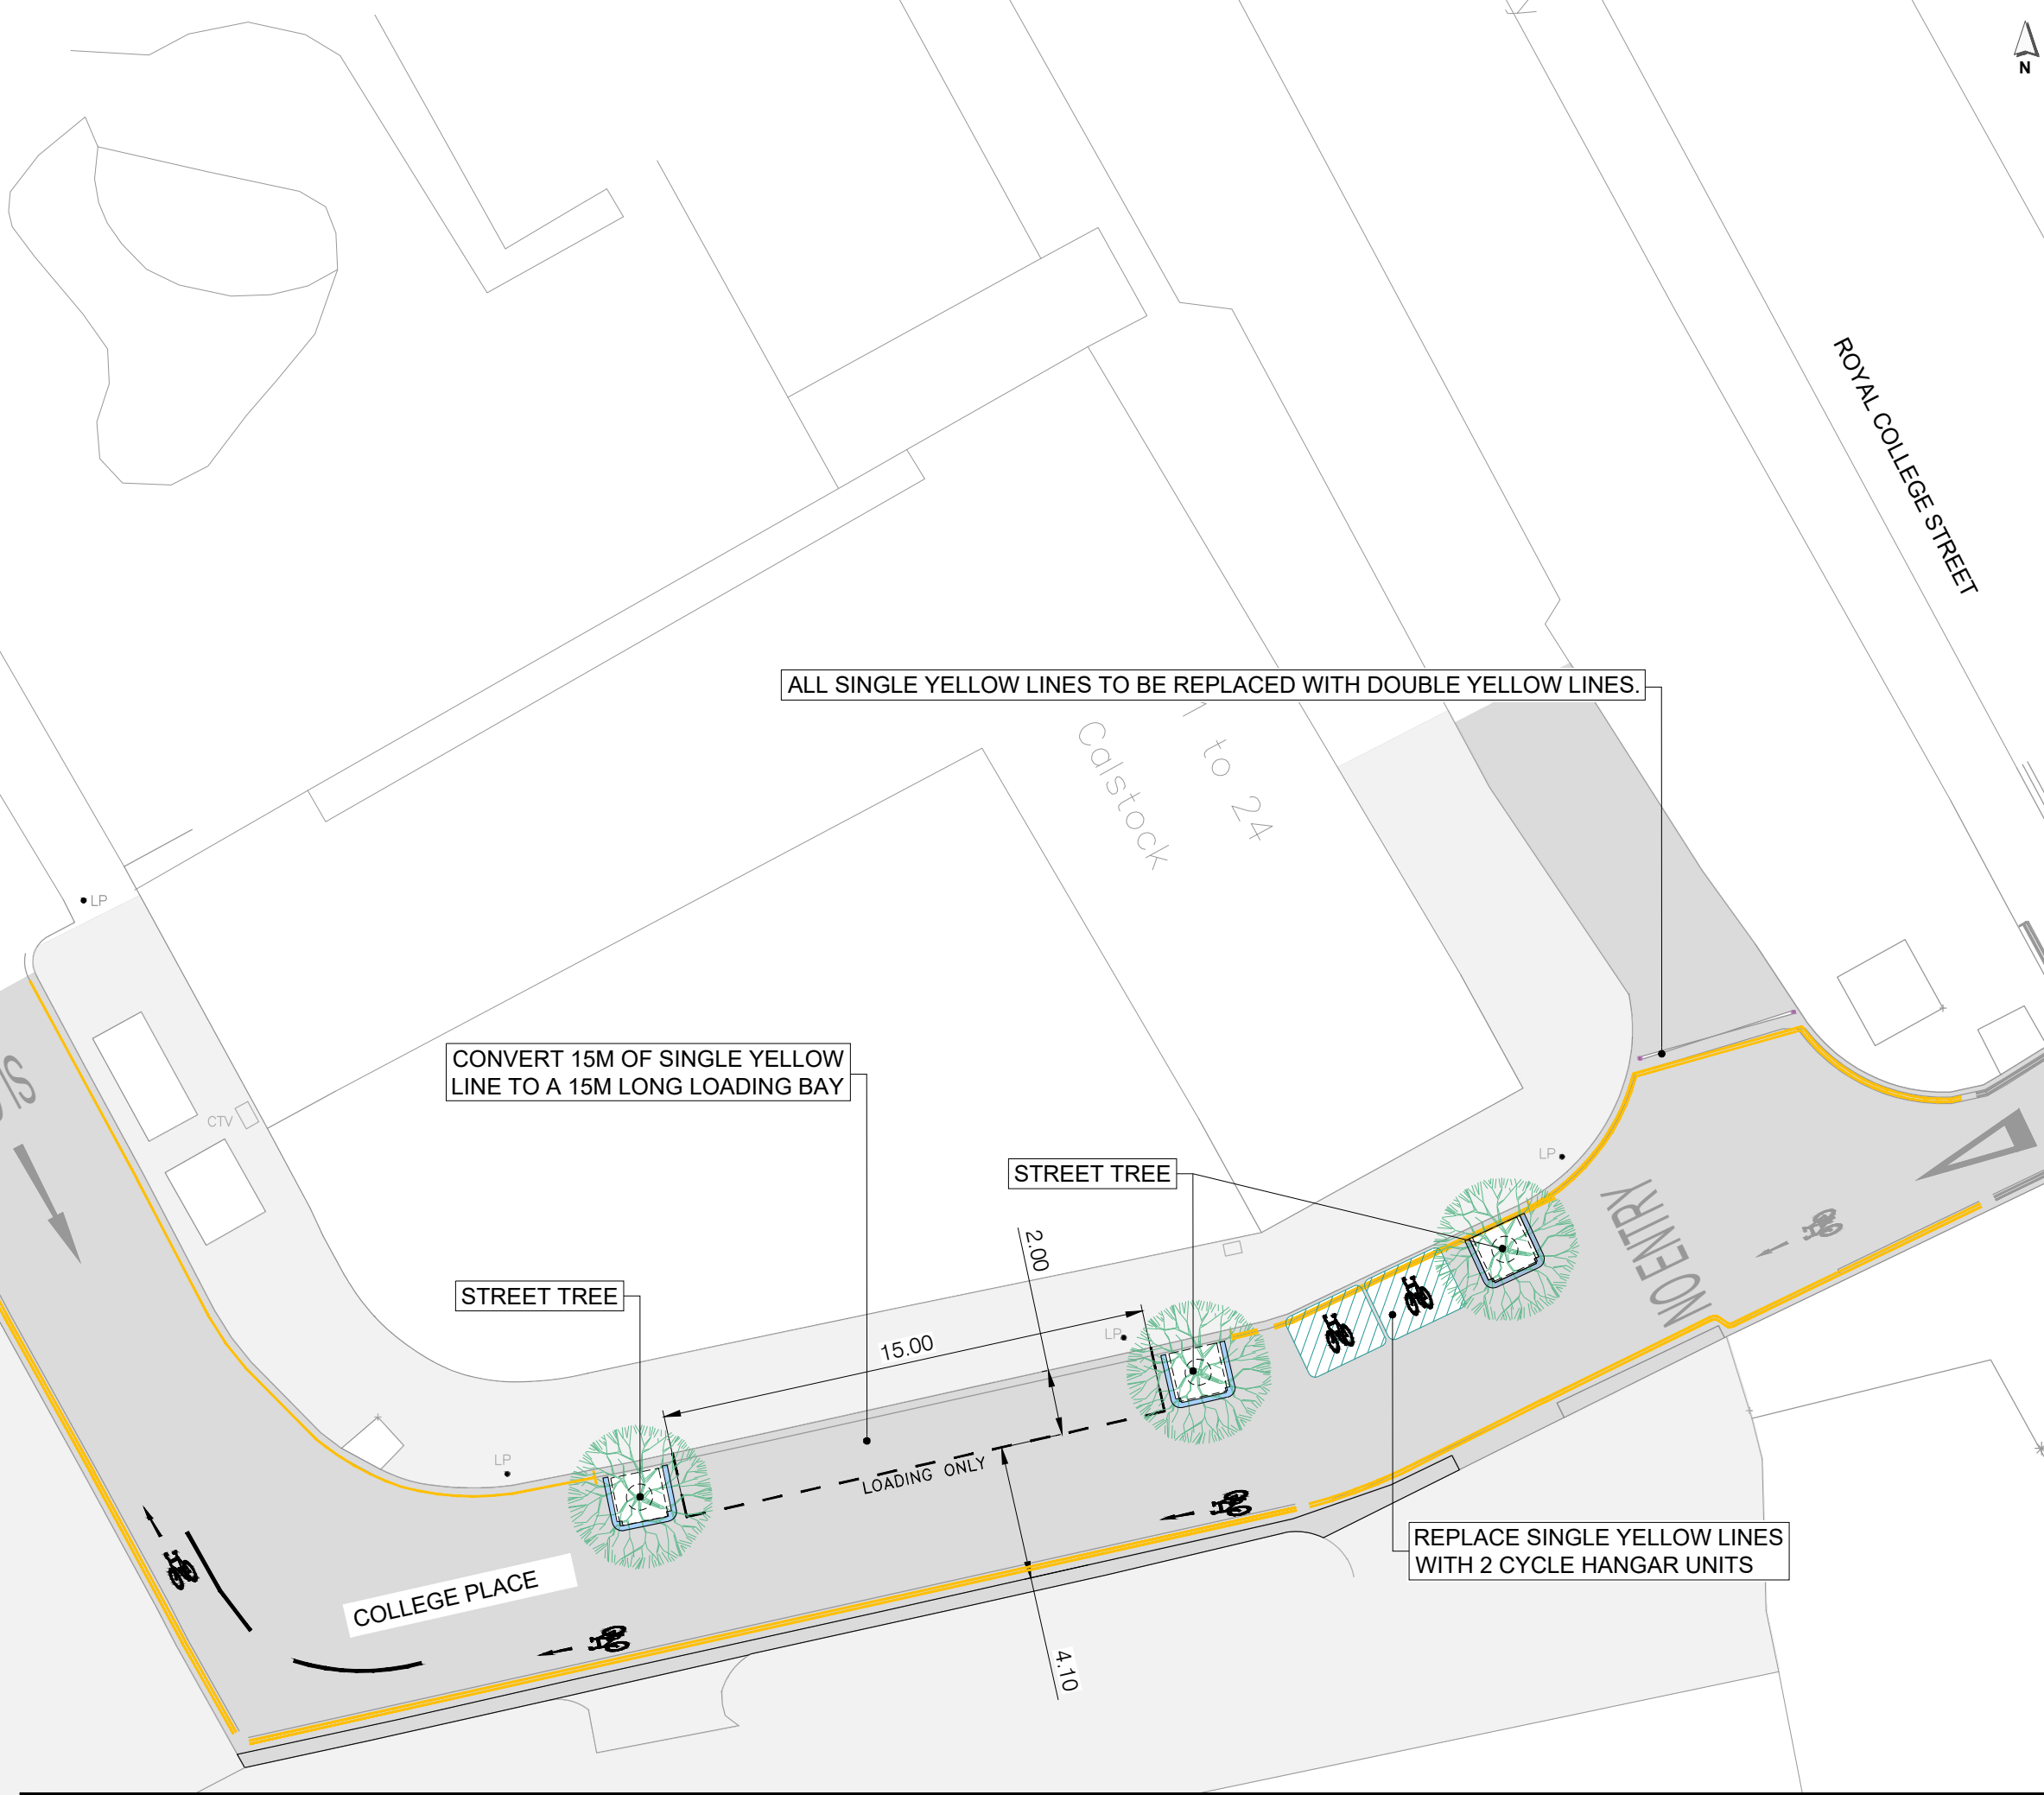 N
ROYAL COLLEGE STREET
ALL SINGLE YELLOW LINES TO BE REPLACED WITH DOUBLE YELLOW LINES.
to 24
Calstock
LP
CONVERT 15M OF SINGLE YELLOW
LINE TO A 15M LONG LOADING BAY
CTV
LP
STREET TREE
NO ENTRY
2.00
STREET TREE
15.00
LP
LP
LOADING ONLY
REPLACE SINGLE YELLOW LINES
WITH 2 CYCLE HANGAR UNITS
COLLEGE PLACE
4.10